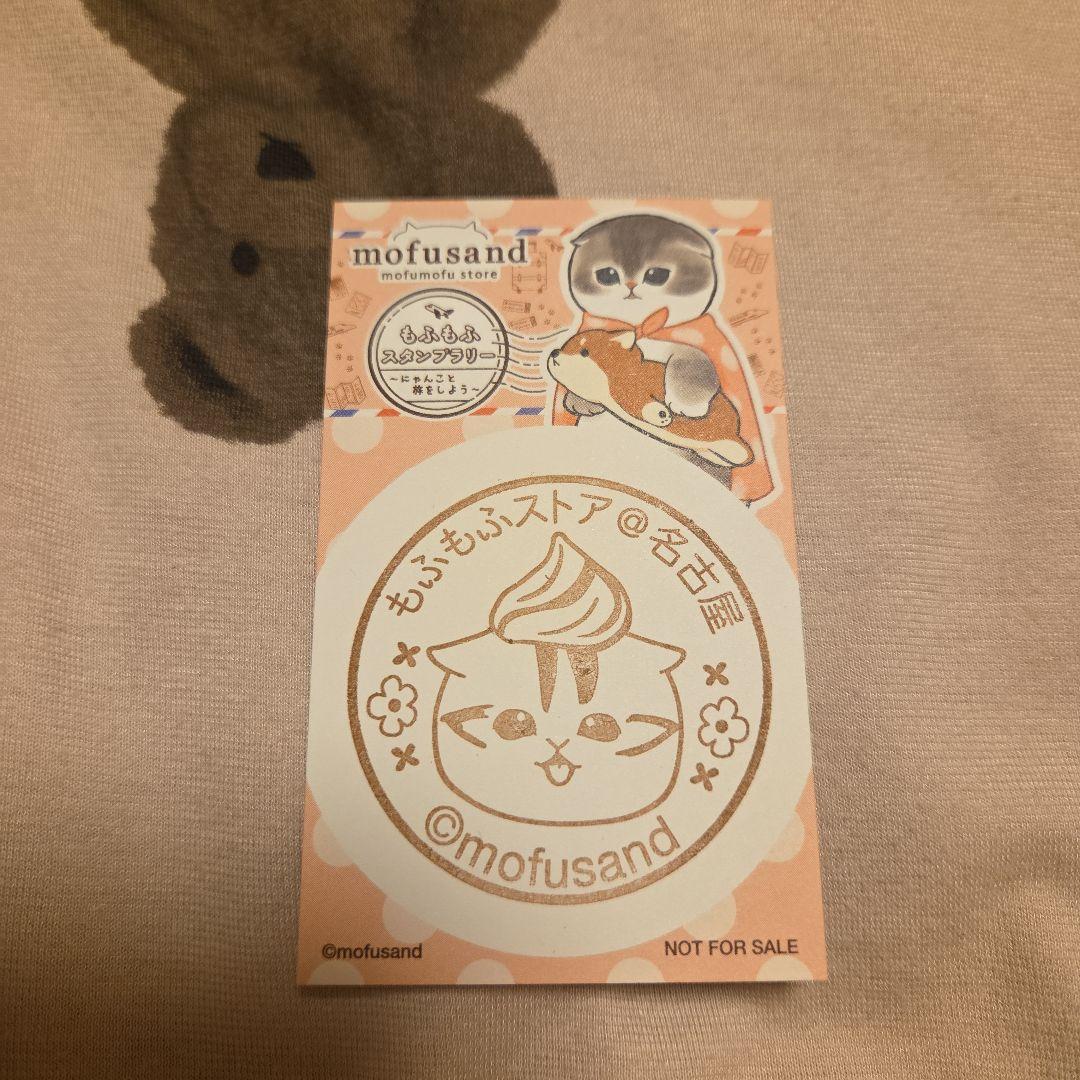 mofusand
mofumofu store
もふもふ
スタンプラリー
～にゃんこと
旅をしよう～
もふもふストア@名古屋
©mofusand
©mofusand
NOT FOR SALE